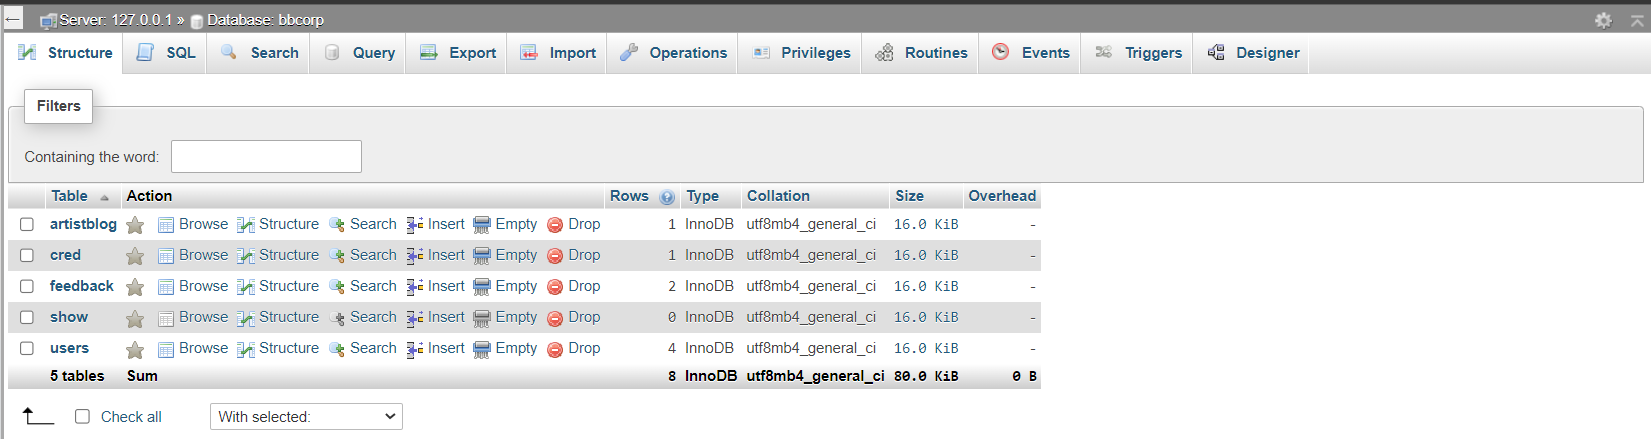 Server: 127.0.0.1 » Database: bbcorp
Structure SQL Search Query Export Import Operations Privileges Routines Events Triggers Designer
Filters
Containing the word:
Table Action Rows Type Collation Size Overhead
artistblog Browse Structure Search Insert Empty Drop 1 InnoDB utf8mb4_general_ci 16.0 KiB -
cred Browse Structure Search Insert Empty Drop 1 InnoDB utf8mb4_general_ci 16.0 KiB -
feedback Browse Structure Search Insert Empty Drop 2 InnoDB utf8mb4_general_ci 16.0 KiB -
show Browse Structure Search Insert Empty Drop 0 InnoDB utf8mb4_general_ci 16.0 KiB -
users Browse Structure Search Insert Empty Drop 4 InnoDB utf8mb4_general_ci 16.0 KiB -
5 tables Sum 8 InnoDB utf8mb4_general_ci 80.0 KiB 0 B
Check all With selected: